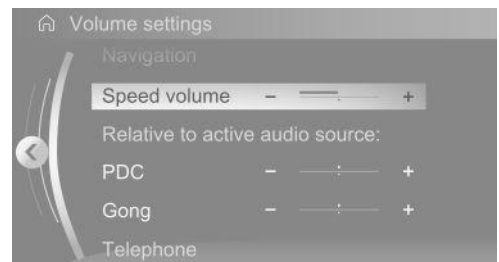 Volume settings
Navigation
Speed volume - +
Relative to active audio source:
PDC - +
Gong - +
Telephone